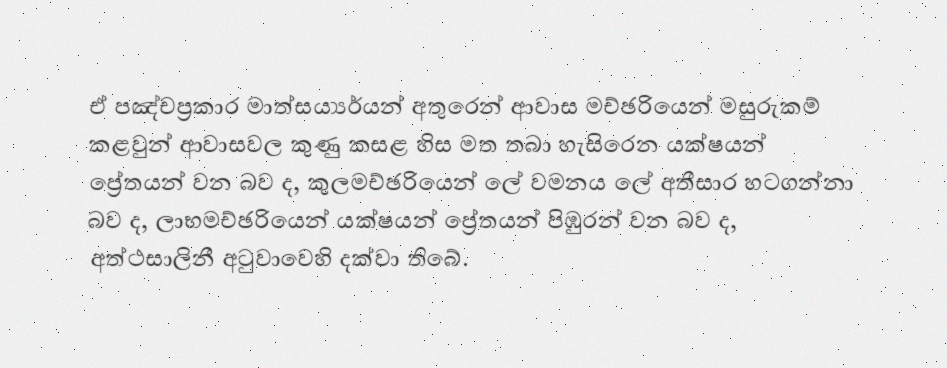 ඒ පඤ්චප්‍රකාර මාත්සය්‍යර්යන් අතුරෙන් ආවාස මච්ඡරියෙන් මසුරුකම්
කළවුන් ආවාසවල කුණු කසළ හිස මත තබා හැසිරෙන යක්ෂයන්
ප්‍රේතයන් වන බව ද, කුලමච්ඡරියෙන් ලේ වමනය ලේ අතීසාර හටගන්නා
බව ද, ලාභමච්ඡරියෙන් යක්ෂයන් ප්‍රේතයන් පිඹුරන් වන බව ද,
අත්ථසාලිනී අටුවාවෙහි දක්වා තිබේ.